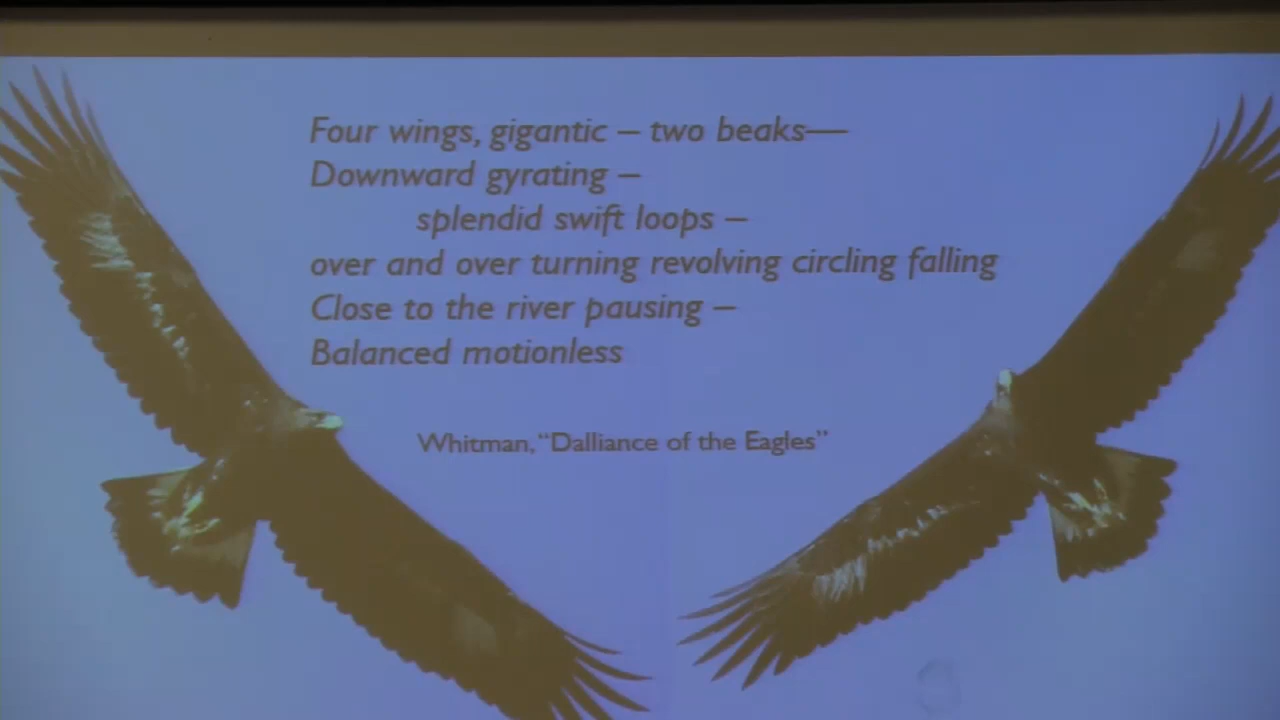 Four wings, gigantic – two beaks—
Downward gyrating –
splendid swift loops –
over and over turning revolving circling falling
Close to the river pausing –
Balanced motionless
Whitman, “Dalliance of the Eagles”